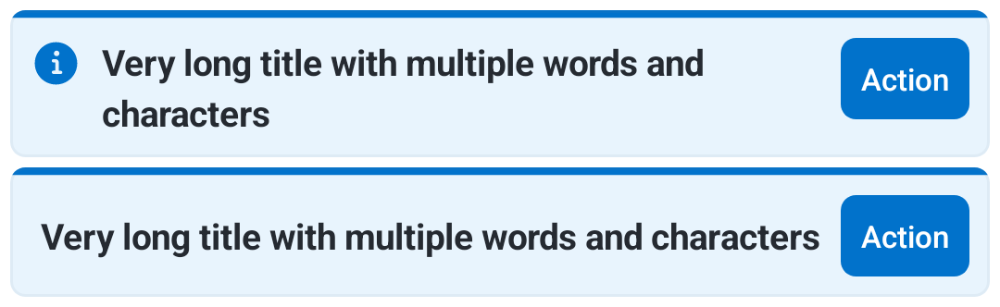 Very long title with multiple words and
characters
Action
Very long title with multiple words and characters
Action